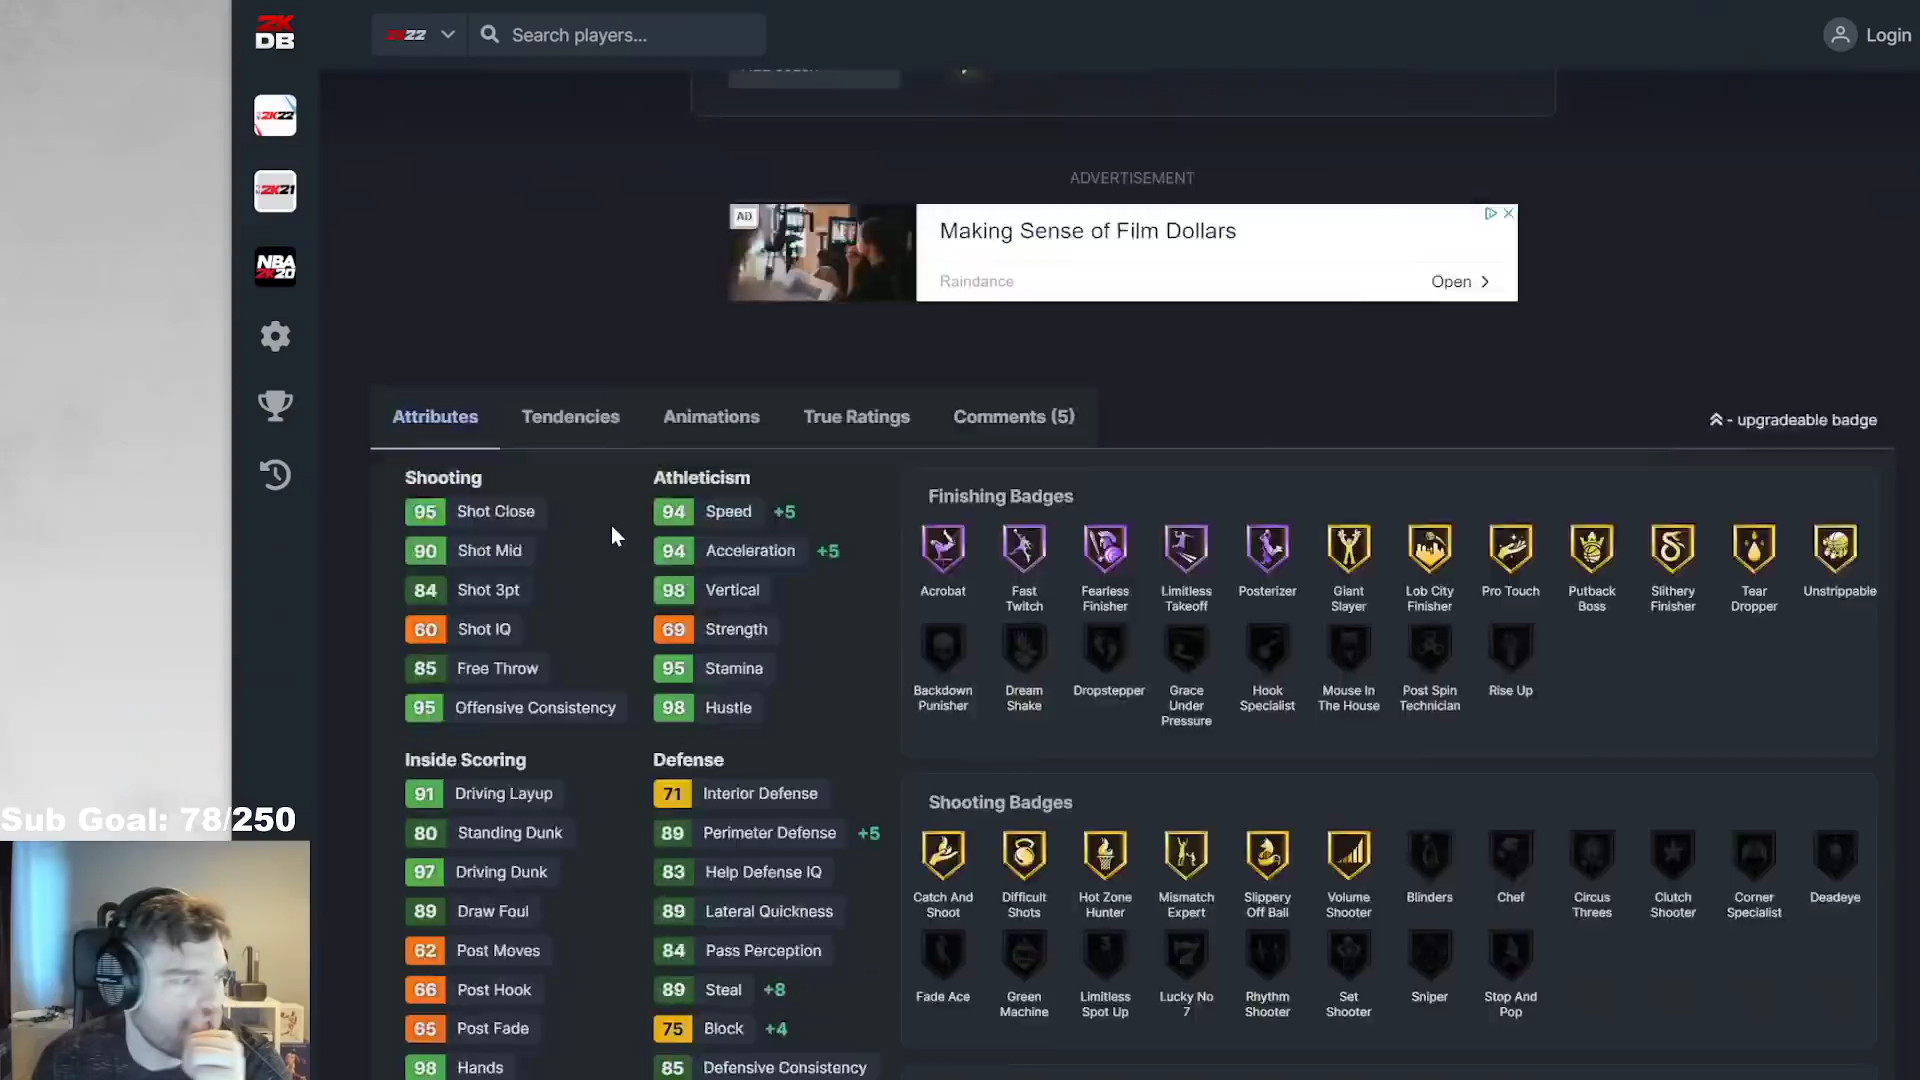 2K
DB
2K22
Search players...
Login
2K22
2K21
NBA
2K20
ADVERTISEMENT
AD
Making Sense of Film Dollars
Raindance
Open
Attributes
Tendencies
Animations
True Ratings
Comments (5)
- upgradeable badge
Shooting
95 Shot Close
90 Shot Mid
84 Shot 3pt
60 Shot IQ
85 Free Throw
95 Offensive Consistency
Athleticism
94 Speed +5
94 Acceleration +5
98 Vertical
69 Strength
95 Stamina
98 Hustle
Inside Scoring
91 Driving Layup
80 Standing Dunk
97 Driving Dunk
89 Draw Foul
62 Post Moves
66 Post Hook
65 Post Fade
98 Hands
Defense
71 Interior Defense
89 Perimeter Defense +5
83 Help Defense IQ
89 Lateral Quickness
84 Pass Perception
89 Steal +8
75 Block +4
85 Defensive Consistency
Finishing Badges
Acrobat
Fast
Twitch
Fearless
Finisher
Limitless
Takeoff
Posterizer
Giant
Slayer
Lob City
Finisher
Pro Touch
Putback
Boss
Slithery
Finisher
Tear
Dropper
Unstrippable
Backdown
Punisher
Dream
Shake
Dropstepper
Grace
Under
Pressure
Hook
Specialist
Mouse In
The House
Post Spin
Technician
Rise Up
Shooting Badges
Catch And
Shoot
Difficult
Shots
Hot Zone
Hunter
Mismatch
Expert
Slippery
Off Ball
Volume
Shooter
Blinders
Chef
Circus
Threes
Clutch
Shooter
Corner
Specialist
Deadeye
Fade Ace
Green
Machine
Limitless
Spot Up
Lucky No
7
Rhythm
Shooter
Set
Shooter
Sniper
Stop And
Pop
Sub Goal: 78/250